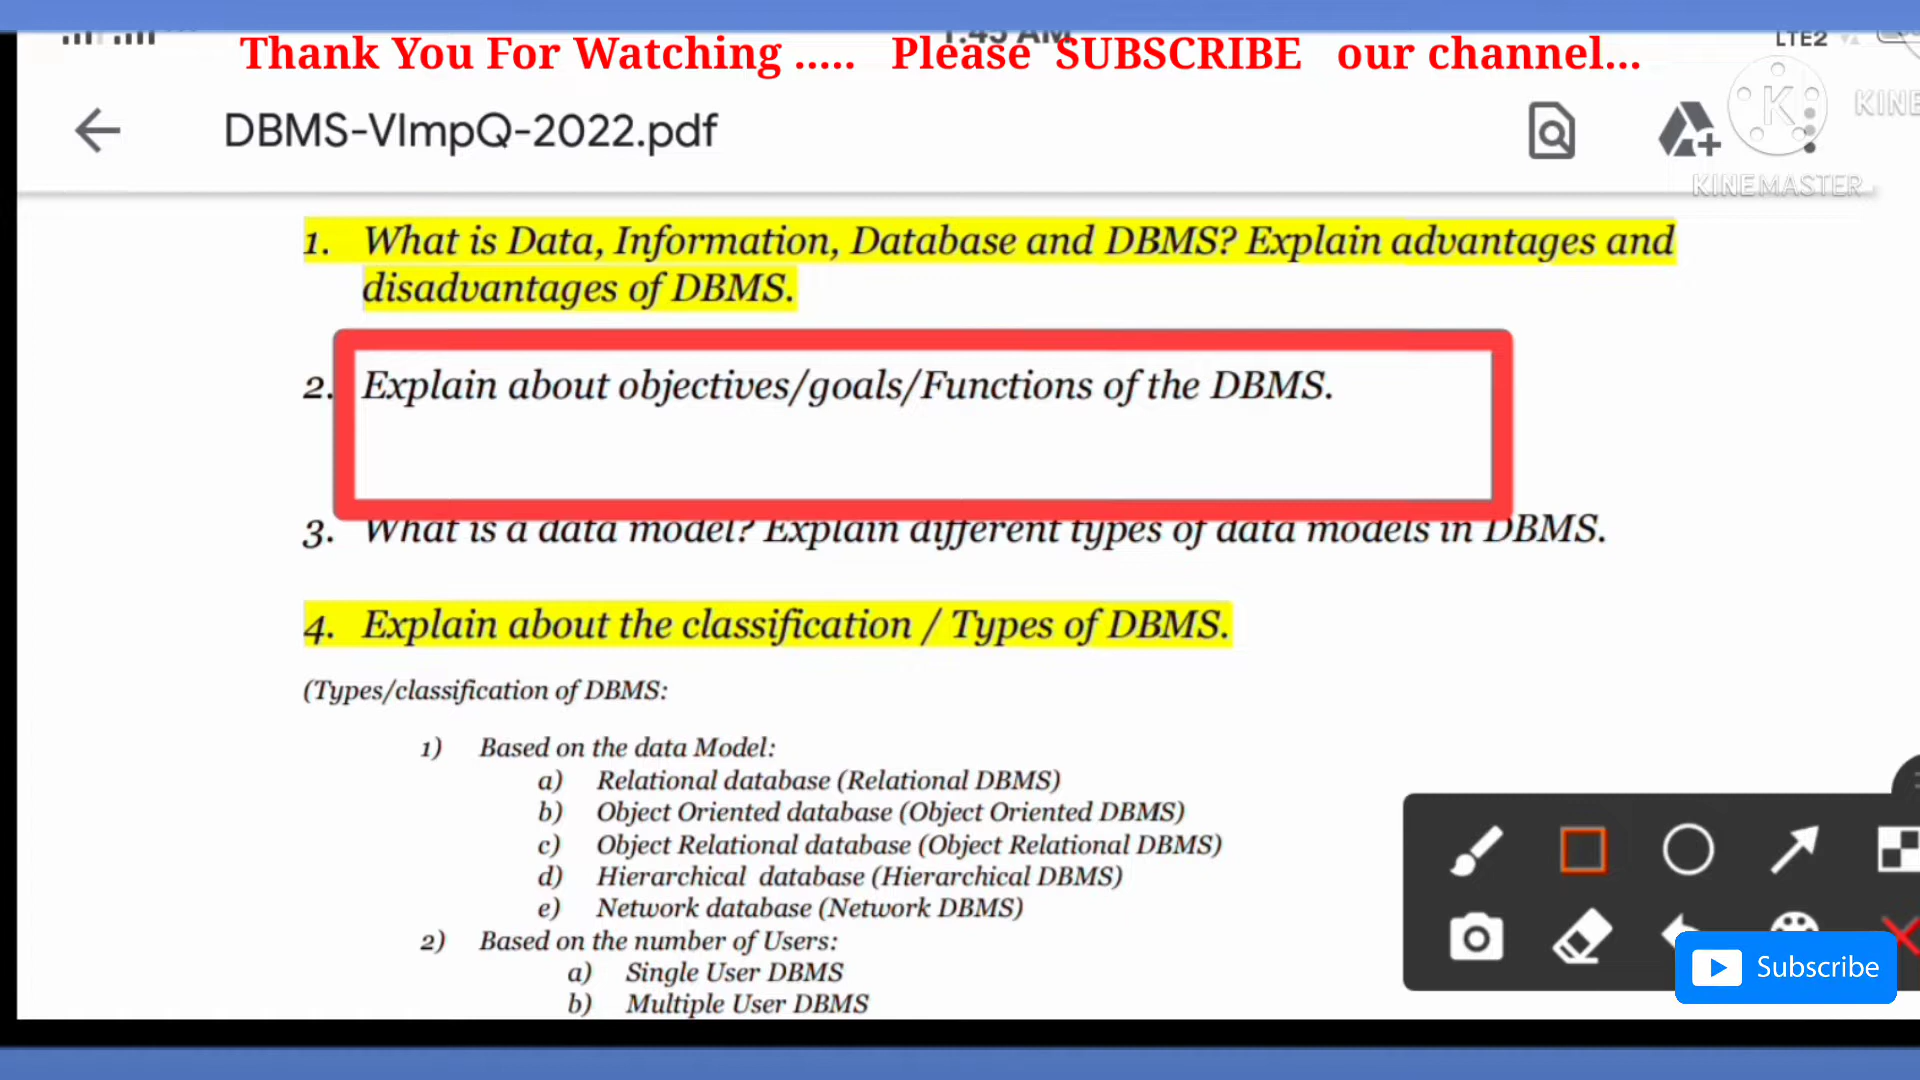 Thank You For Watching ..... Please SUBSCRIBE our channel...
1:45 AM
LTE2
DBMS-VImpQ-2022.pdf
KINE
KINEMASTER
1. What is Data, Information, Database and DBMS? Explain advantages and
disadvantages of DBMS.
2. Explain about objectives/goals/Functions of the DBMS.
3. What is a data model? Explain different types of data models in DBMS.
4. Explain about the classification / Types of DBMS.
(Types/classification of DBMS:
1) Based on the data Model:
a) Relational database (Relational DBMS)
b) Object Oriented database (Object Oriented DBMS)
c) Object Relational database (Object Relational DBMS)
d) Hierarchical database (Hierarchical DBMS)
e) Network database (Network DBMS)
2) Based on the number of Users:
a) Single User DBMS
b) Multiple User DBMS
Subscribe